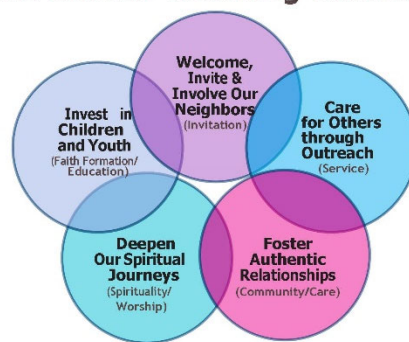 Welcome,
Invite &
Involve Our
Neighbors
(Invitation)
Invest in
Children
and Youth
(Faith Formation/
Education)
Care
for Others
through
Outreach
(Service)
Deepen
Our Spiritual
Journeys
(Spirituality/
Worship)
Foster
Authentic
Relationships
(Community/Care)